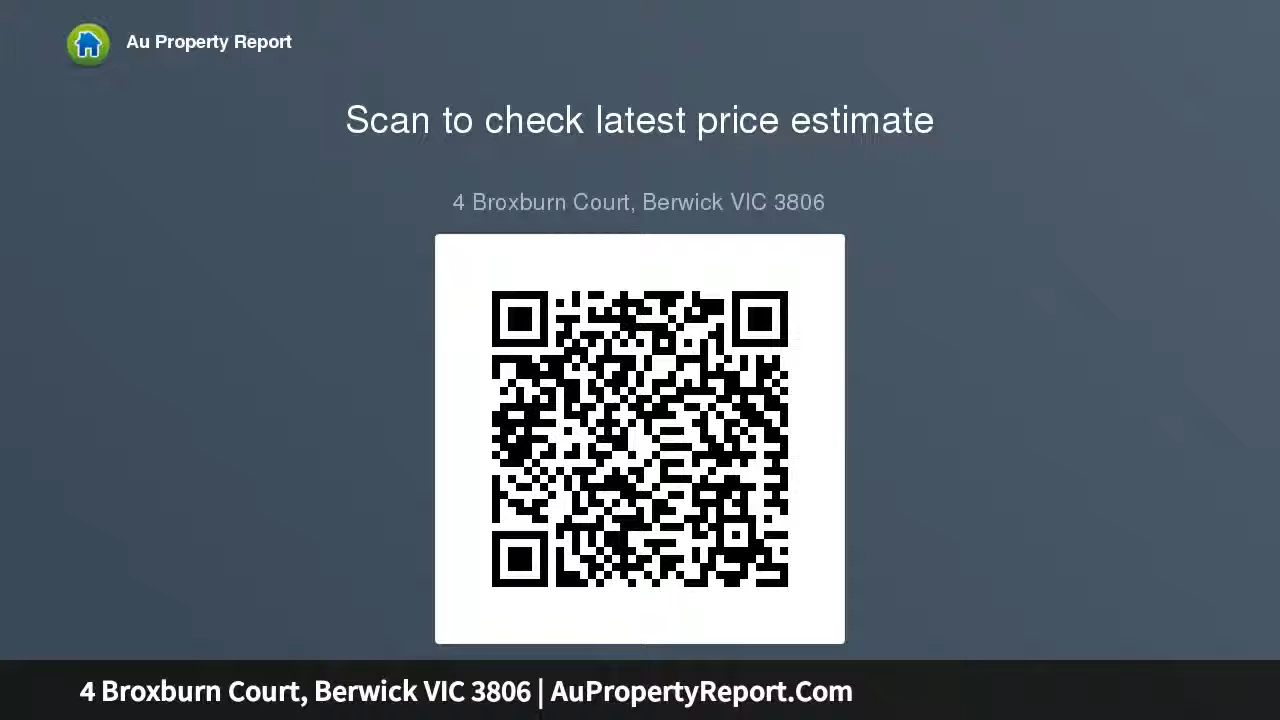 Au Property Report
Scan to check latest price estimate
4 Broxburn Court, Berwick VIC 3806
4 Broxburn Court, Berwick VIC 3806 | AuPropertyReport.Com